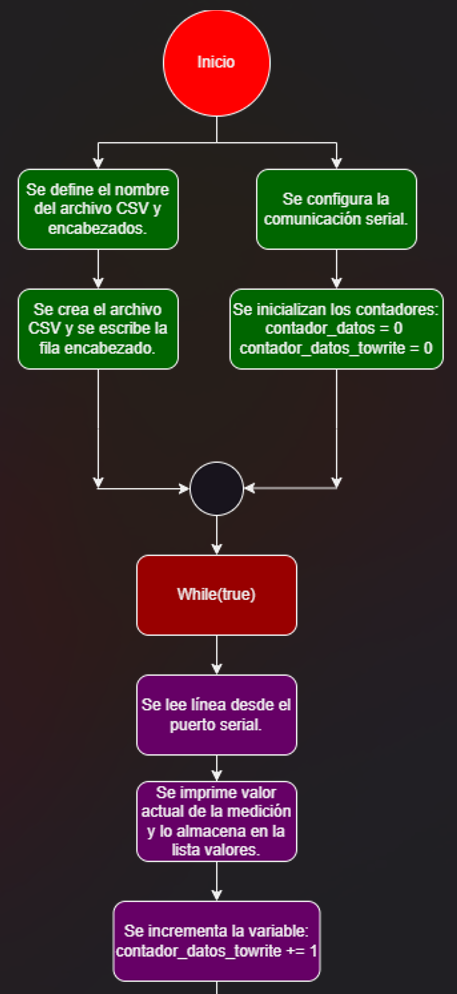 Inicio
Se define el nombre
del archivo CSV y
encabezados.
Se configura la
comunicación serial.
Se crea el archivo
CSV y se escribe la
fila encabezado.
Se inicializan los contadores:
contador_datos = 0
contador_datos_towrite = 0
While(true)
Se lee línea desde el
puerto serial.
Se imprime valor
actual de la medición
y lo almacena en la
lista valores.
Se incrementa la variable:
contador_datos_towrite += 1